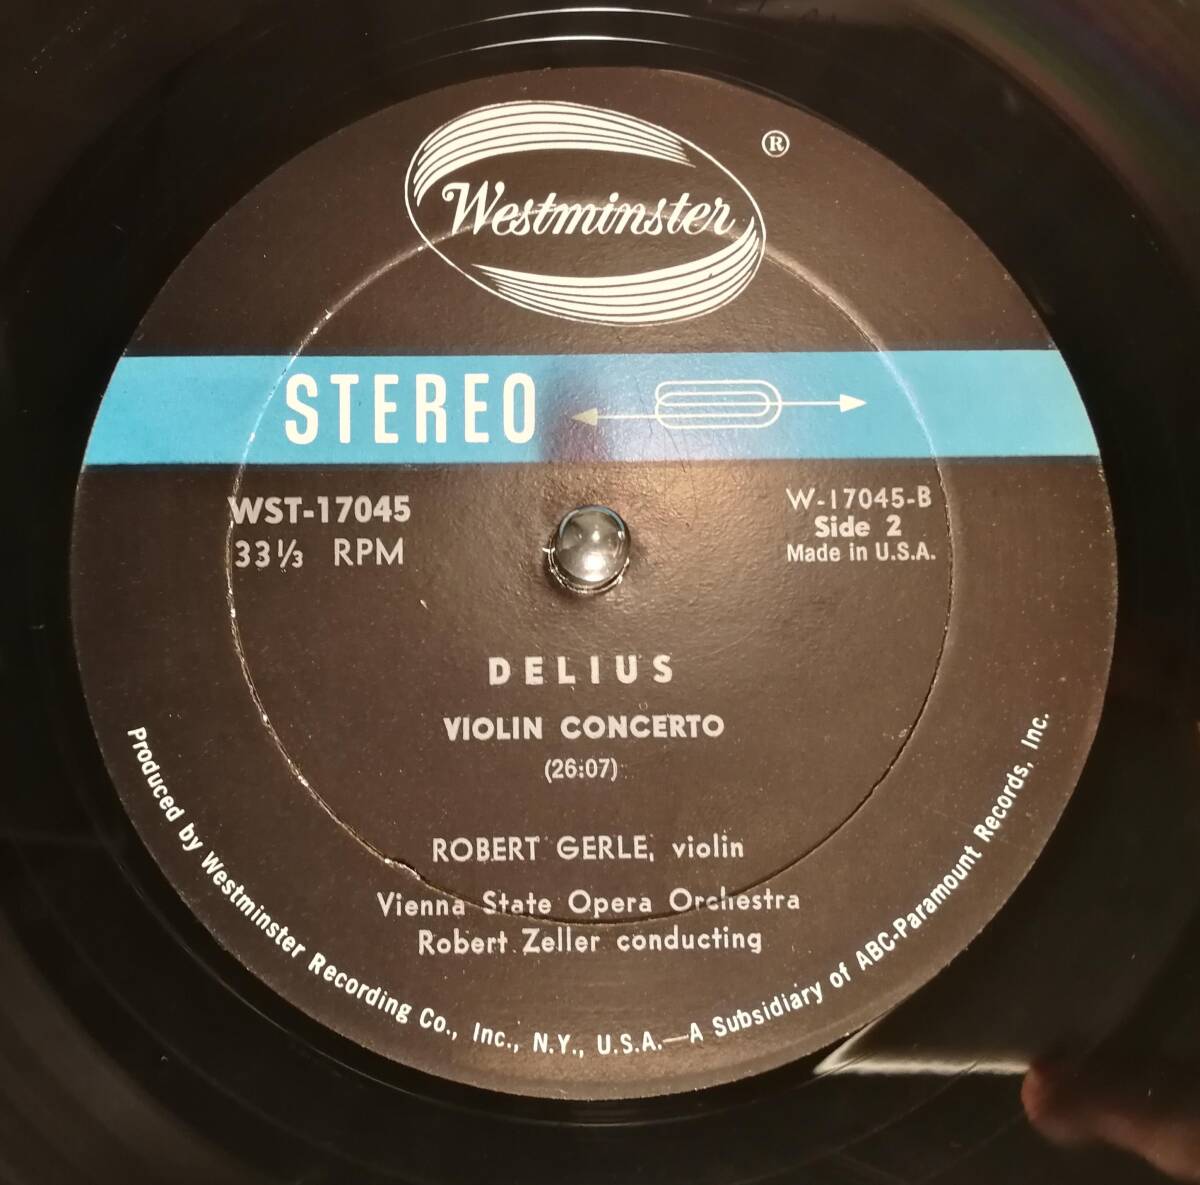 Westminster ®
STEREO
WST-17045
33⅓ RPM
W-17045-B
Side 2
Made in U.S.A.
DELIUS
VIOLIN CONCERTO
(26:07)
ROBERT GERLE, violin
Vienna State Opera Orchestra
Robert Zeller conducting
Produced by Westminster Recording Co., Inc., N.Y., U.S.A.—A Subsidiary of ABC-Paramount Records, Inc.